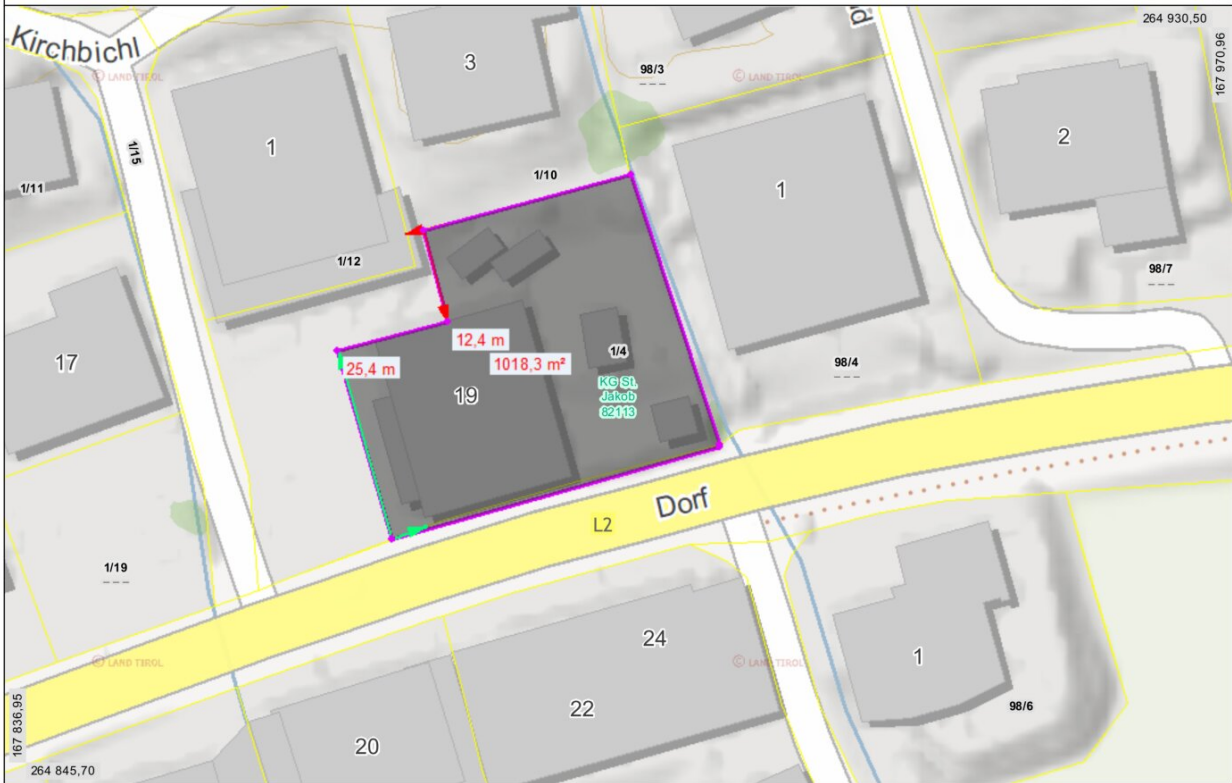 264 930,50
167 970,96
Kirchbichl
© LAND TIROL
© LAND TIROL
3
98/3
1
1/15
1/11
1/10
1
2
1/12
98/7
17
12,4 m
1018,3 m²
25,4 m
19
1/4
KG St.
Jakob
82113
98/4
Dorf
L2
1/19
24
1
© LAND TIROL
© LAND TIROL
22
98/6
20
167 836,95
264 845,70